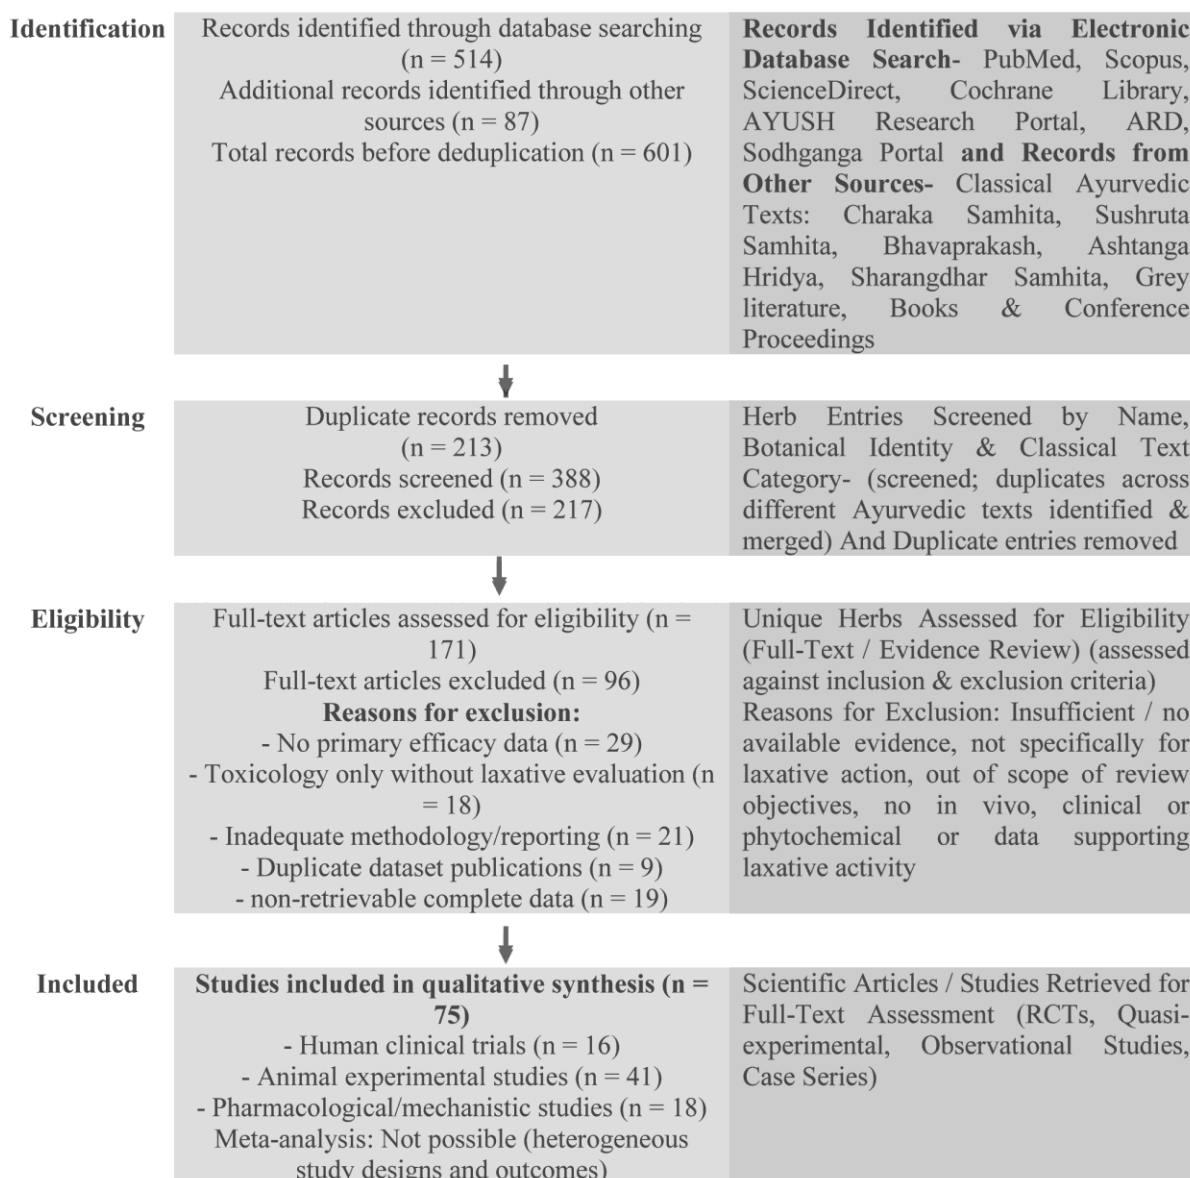 Identification
Records identified through database searching
(n = 514)
Additional records identified through other
sources (n = 87)
Total records before deduplication (n = 601)
Records Identified via Electronic
Database Search- PubMed, Scopus,
ScienceDirect, Cochrane Library,
AYUSH Research Portal, ARD,
Sodhganga Portal and Records from
Other Sources- Classical Ayurvedic
Texts: Charaka Samhita, Sushruta
Samhita, Bhavaprakash, Ashtanga
Hridya, Sharangdhar Samhita, Grey
literature, Books & Conference
Proceedings
Screening
Duplicate records removed
(n = 213)
Records screened (n = 388)
Records excluded (n = 217)
Herb Entries Screened by Name,
Botanical Identity & Classical Text
Category- (screened; duplicates across
different Ayurvedic texts identified &
merged) And Duplicate entries removed
Eligibility
Full-text articles assessed for eligibility (n =
171)
Full-text articles excluded (n = 96)
Reasons for exclusion:
- No primary efficacy data (n = 29)
- Toxicology only without laxative evaluation (n
= 18)
- Inadequate methodology/reporting (n = 21)
- Duplicate dataset publications (n = 9)
- non-retrievable complete data (n = 19)
Unique Herbs Assessed for Eligibility
(Full-Text / Evidence Review) (assessed
against inclusion & exclusion criteria)
Reasons for Exclusion: Insufficient / no
available evidence, not specifically for
laxative action, out of scope of review
objectives, no in vivo, clinical or
phytochemical or data supporting
laxative activity
Included
Studies included in qualitative synthesis (n =
75)
- Human clinical trials (n = 16)
- Animal experimental studies (n = 41)
- Pharmacological/mechanistic studies (n = 18)
Meta-analysis: Not possible (heterogeneous
study designs and outcomes)
Scientific Articles / Studies Retrieved for
Full-Text Assessment (RCTs, Quasi-
experimental, Observational Studies,
Case Series)